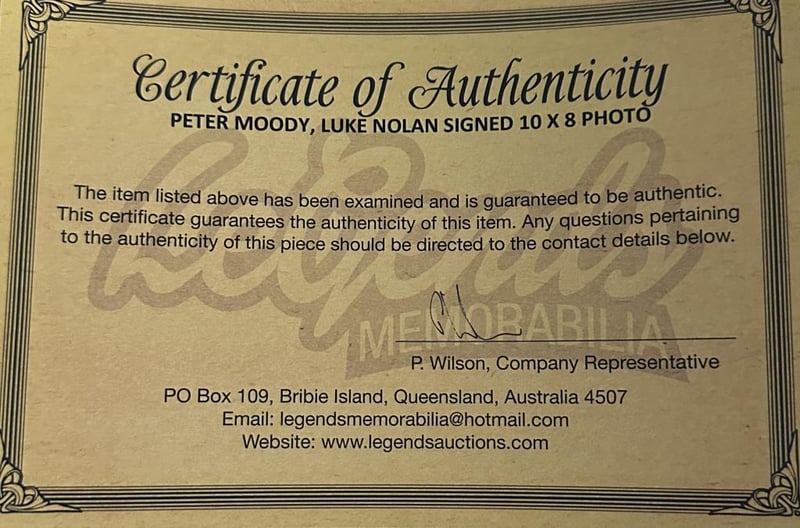 Certificate of Authenticity
PETER MOODY, LUKE NOLAN SIGNED 10 X 8 PHOTO
The item listed above has been examined and is guaranteed to be authentic.
This certificate guarantees the authenticity of this item. Any questions pertaining
to the authenticity of this piece should be directed to the contact details below.
Legends
MEMORABILIA
P. Wilson, Company Representative
PO Box 109, Bribie Island, Queensland, Australia 4507
Email: legendsmemorabilia@hotmail.com
Website: www.legendsauctions.com